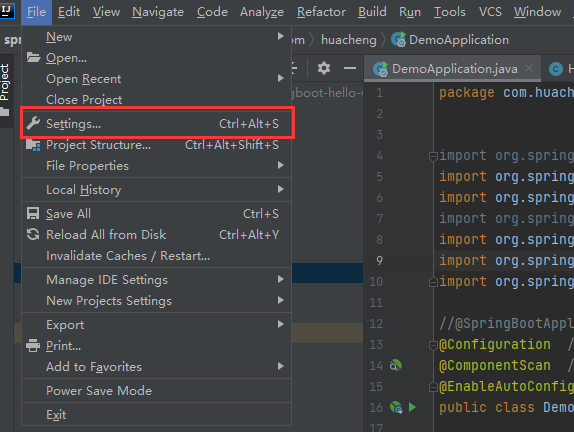 IJ File Edit View Navigate Code Analyze Refactor Build Run Tools VCS Window
om huacheng DemoApplication
Project
DemoApplication.java
New
Open...
Open Recent
Close Project
Settings... Ctrl+Alt+S
Project Structure... Ctrl+Alt+Shift+S
File Properties
Local History
Save All Ctrl+S
Reload All from Disk Ctrl+Alt+Y
Invalidate Caches / Restart...
Manage IDE Settings
New Projects Settings
Export
Print...
Add to Favorites
Power Save Mode
Exit
gboot-hello-w
1 package com.huach
2
4 import org.spring
5 import org.spring
6 import org.spring
7 import org.spring
8 import org.spring
9 import org.spring
10 import org.spring
11
12 //@SpringBootAppl
13 @Configuration /
14 @ComponentScan /
15 @EnableAutoConfig
16 public class Demo
17